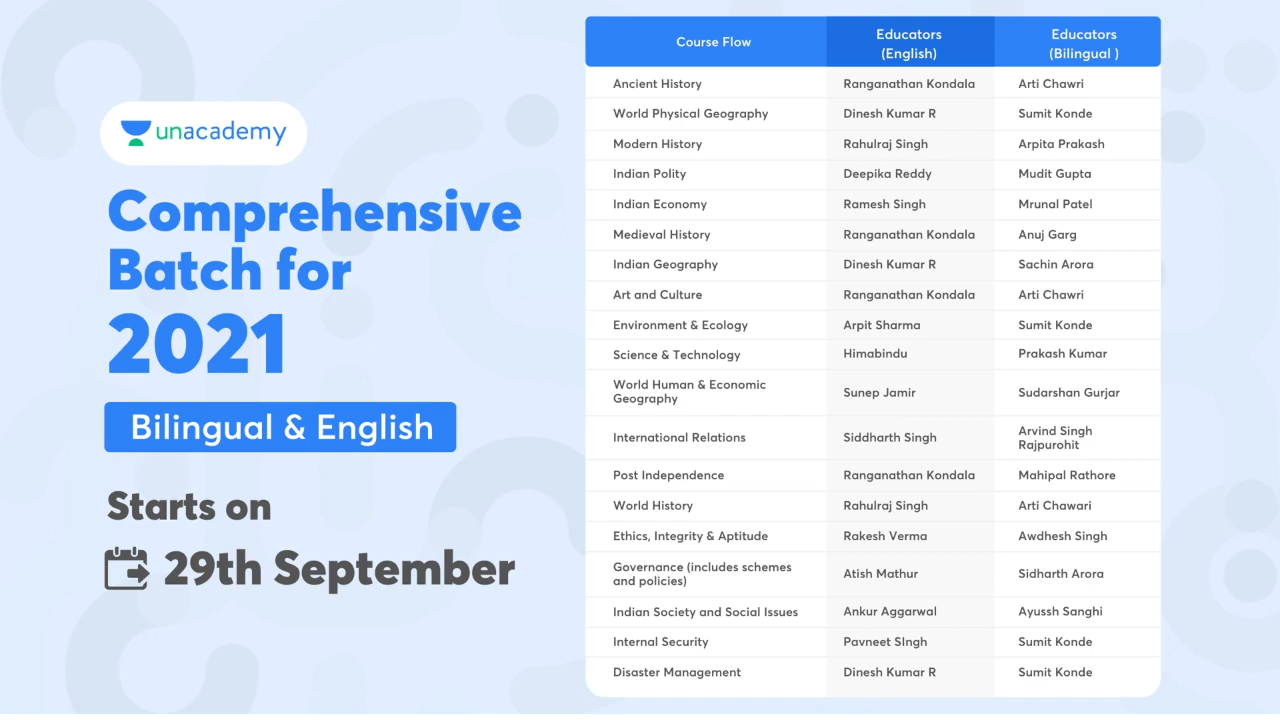 unacademy
Comprehensive
Batch for
2021
Bilingual & English
Starts on
29th September
Course Flow Educators (English) Educators (Bilingual )
Ancient History Ranganathan Kondala Arti Chawri
World Physical Geography Dinesh Kumar R Sumit Konde
Modern History Rahulraj Singh Arpita Prakash
Indian Polity Deepika Reddy Mudit Gupta
Indian Economy Ramesh Singh Mrunal Patel
Medieval History Ranganathan Kondala Anuj Garg
Indian Geography Dinesh Kumar R Sachin Arora
Art and Culture Ranganathan Kondala Arti Chawri
Environment & Ecology Arpit Sharma Sumit Konde
Science & Technology Himabindu Prakash Kumar
World Human & Economic
Geography Sunep Jamir Sudarshan Gurjar
International Relations Siddharth Singh Arvind Singh
Rajpurohit
Post Independence Ranganathan Kondala Mahipal Rathore
World History Rahulraj Singh Arti Chawari
Ethics, Integrity & Aptitude Rakesh Verma Awdhesh Singh
Governance (includes schemes
and policies) Atish Mathur Sidharth Arora
Indian Society and Social Issues Ankur Aggarwal Ayussh Sanghi
Internal Security Pavneet SIngh Sumit Konde
Disaster Management Dinesh Kumar R Sumit Konde